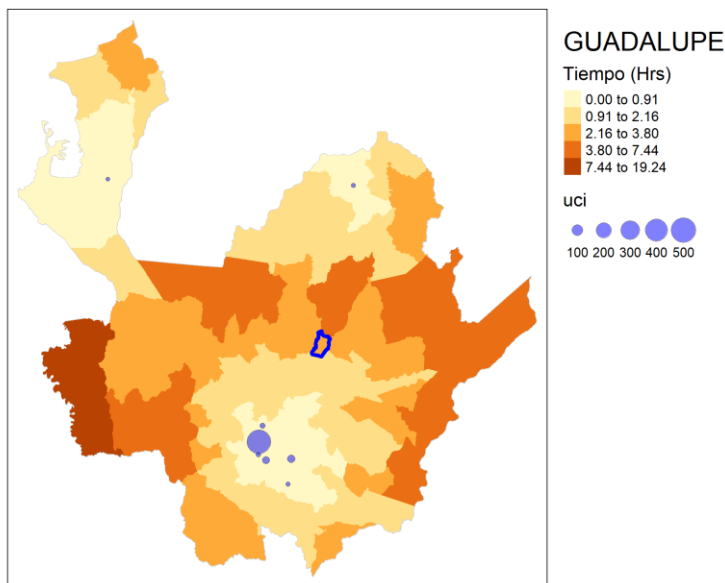 GUADALUPE
Tiempo (Hrs)
0.00 to 0.91
0.91 to 2.16
2.16 to 3.80
3.80 to 7.44
7.44 to 19.24
uci
100 200 300 400 500